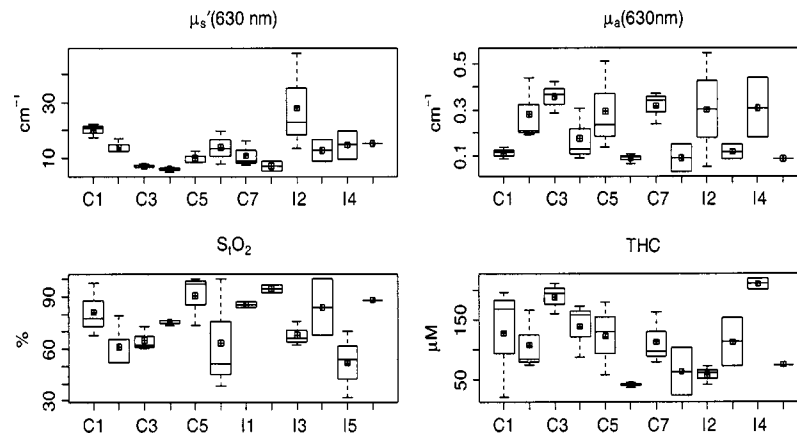 μs′(630 nm)
μa(630nm)
cm⁻¹
10 30
C1 C3 C5 C7 I2 I4
cm⁻¹
0.1 0.3 0.5
C1 C3 C5 C7 I2 I4
StO2
THC
%
30 60 90
C1 C3 C5 I1 I3 I5
μM
50 150
C1 C3 C5 C7 I2 I4